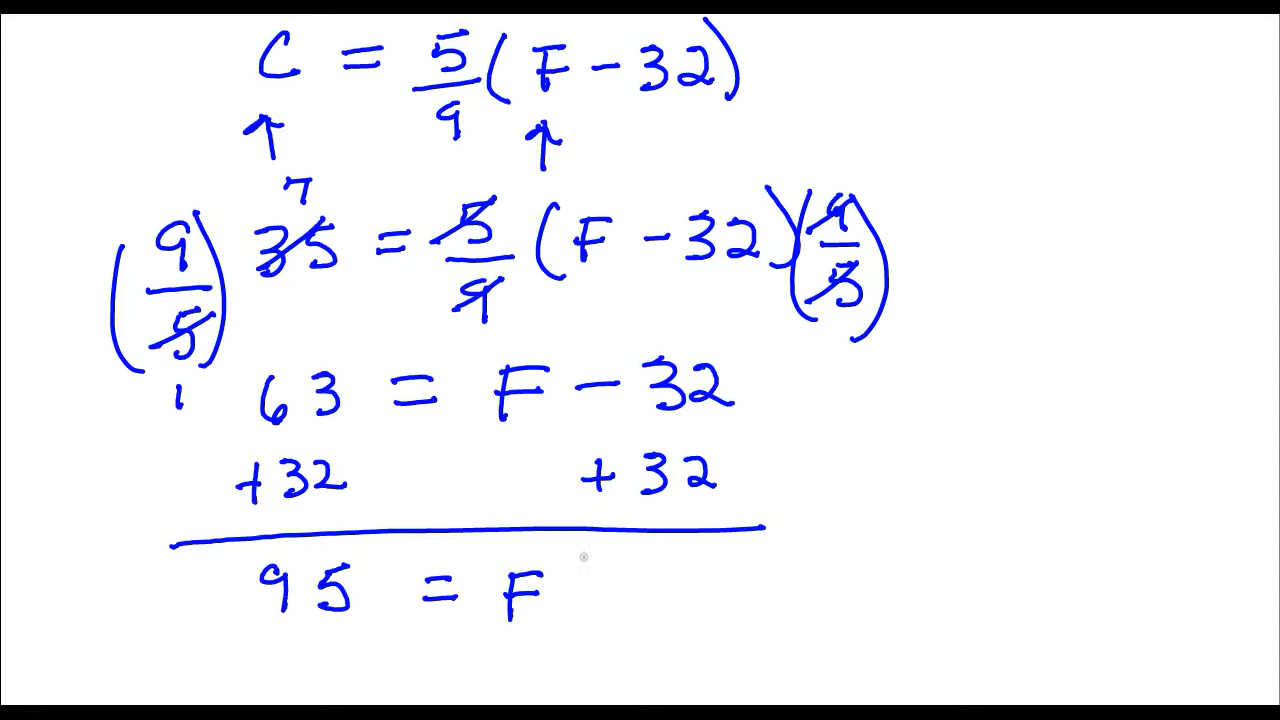 C = 5/9 (F - 32)
↑ ↑
7
(9/5) 35 = 5/9 (F - 32) (9/5)
1
63 = F - 32
+32 +32
95 = F